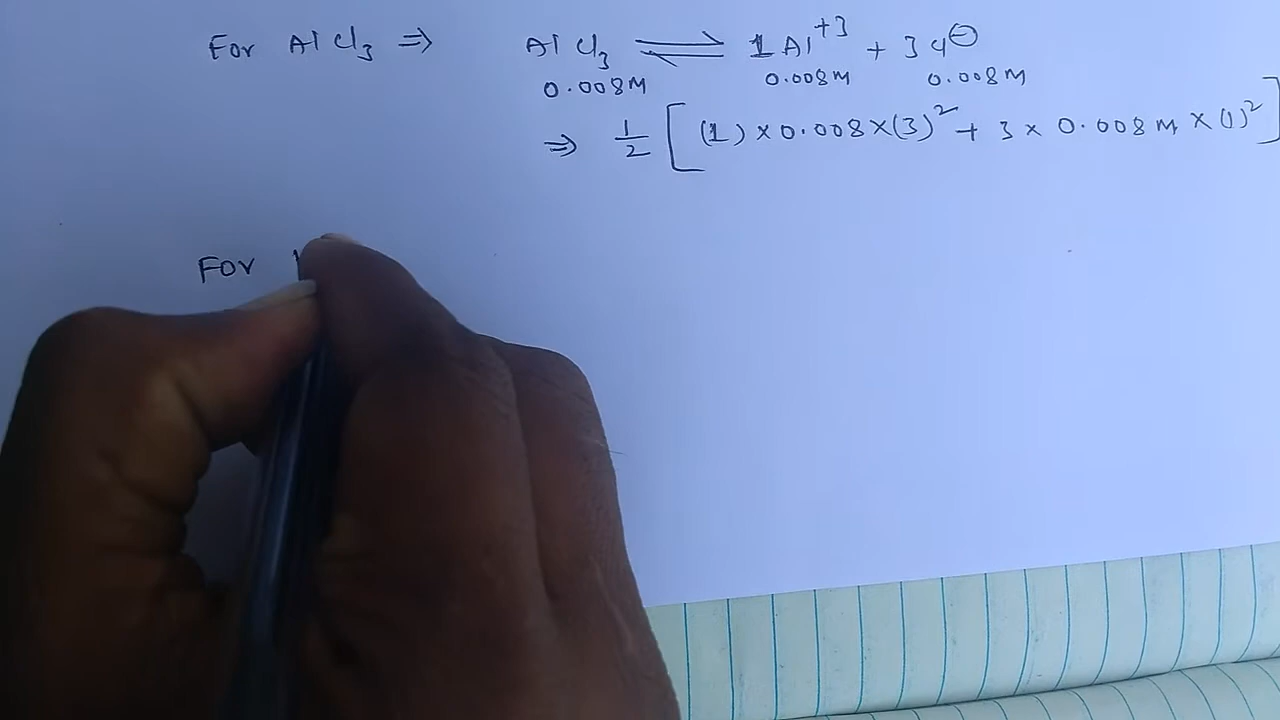 For AlCl3 ⇒ AlCl3 ⇌ 1Al+3 + 3Cl⊖
0.008M 0.008M 0.008M
⇒ 1/2 [(1)×0.008×(3)² + 3×0.008M×(1)²]
For